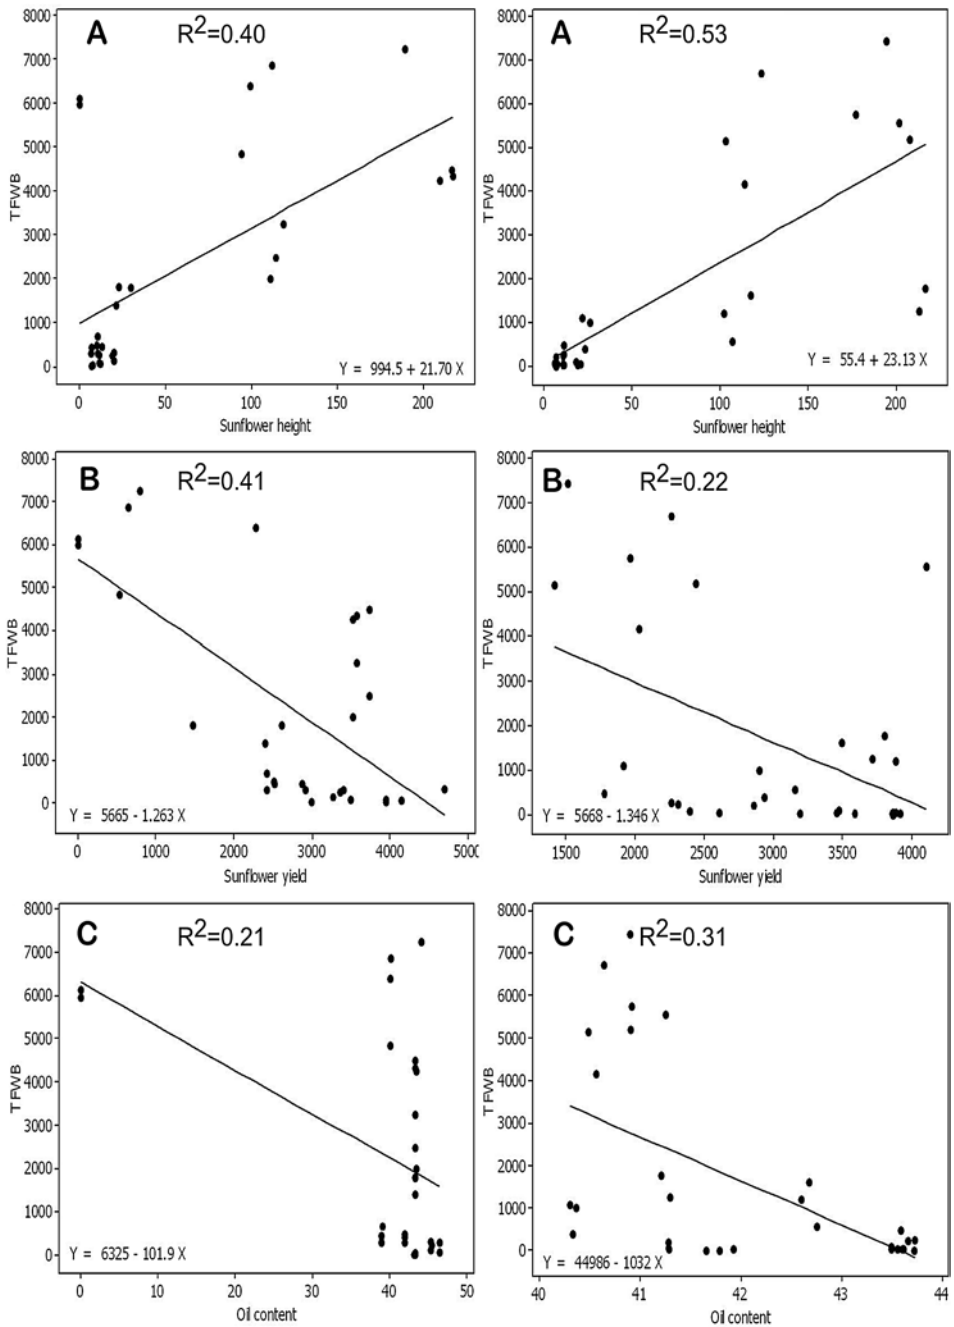 A R²=0.40
8000
7000
6000
5000
4000
3000
2000
1000
0
TFWB
Y = 994.5 + 21.70 X
0 50 100 150 200
Sunflower height
A R²=0.53
8000
7000
6000
5000
4000
3000
2000
1000
0
TFWB
Y = 55.4 + 23.13 X
0 50 100 150 200
Sunflower height
B R²=0.41
8000
7000
6000
5000
4000
3000
2000
1000
0
TFWB
Y = 5665 - 1.263 X
0 1000 2000 3000 4000 5000
Sunflower yield
B R²=0.22
8000
7000
6000
5000
4000
3000
2000
1000
0
TFWB
Y = 5668 - 1.346 X
1500 2000 2500 3000 3500 4000
Sunflower yield
C R²=0.21
8000
7000
6000
5000
4000
3000
2000
1000
0
TFWB
Y = 6325 - 101.9 X
0 10 20 30 40 50
Oil content
C R²=0.31
8000
7000
6000
5000
4000
3000
2000
1000
0
TFWB
Y = 44986 - 1032 X
40 41 42 43 44
Oil content